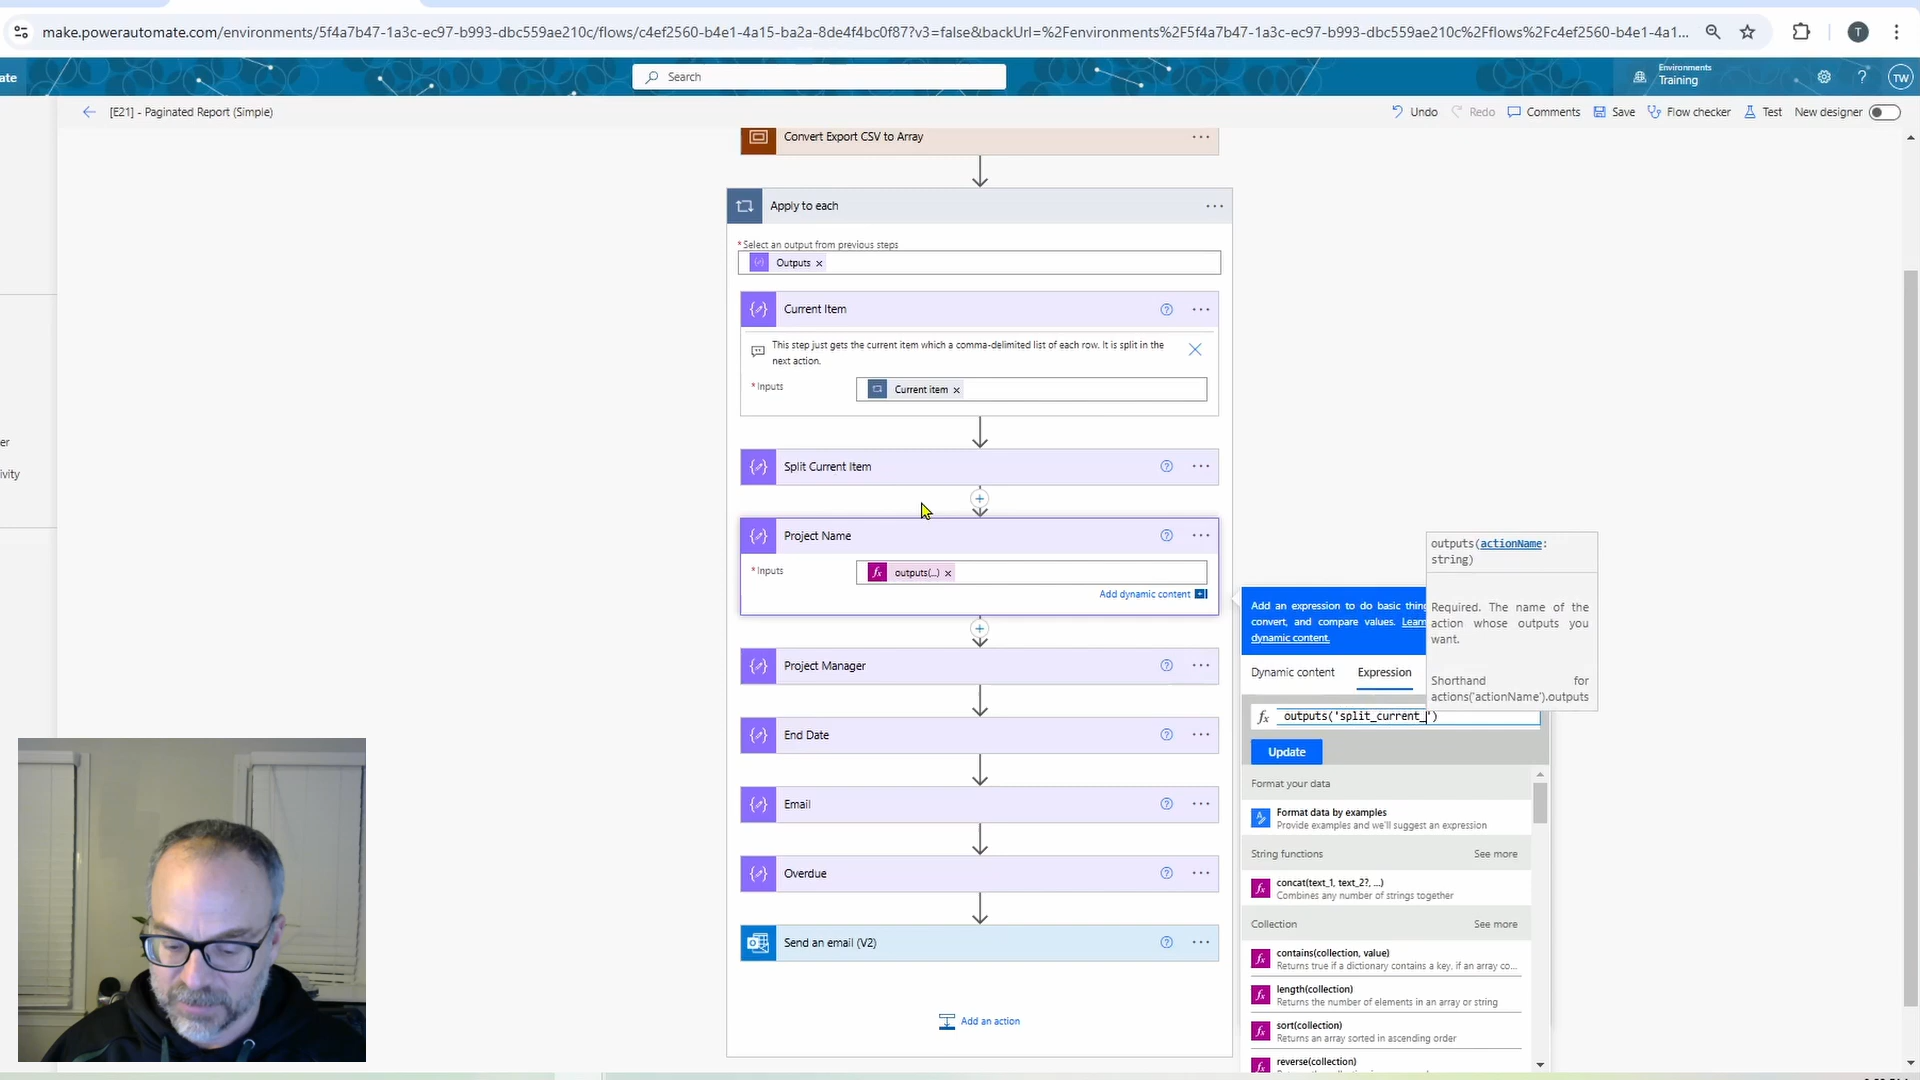 make.powerautomate.com/environments/5f4a7b47-1a3c-ec97-b993-dbc559ae210c/flows/c4ef2560-b4e1-4a15-ba2a-8de4f4bc0f87?v3=false&backUrl=%2Fenvironments%2F5f4a7b47-1a3c-ec97-b993-dbc559ae210c%2Fflows%2Fc4ef2560-b4e1-4a1...
T
ate
Search
Environments
Training
TW
[E21] - Paginated Report (Simple)
Undo
Redo
Comments
Save
Flow checker
Test
New designer
Convert Export CSV to Array
Apply to each
* Select an output from previous steps
Outputs
Current Item
This step just gets the current item which a comma-delimited list of each row. It is split in the
next action.
* Inputs
Current item
er
ivity
Split Current Item
Project Name
* Inputs
outputs(...)
Add dynamic content
Project Manager
End Date
Email
Overdue
Send an email (V2)
Add an action
outputs(actionName:
string)
Required. The name of the
action whose outputs you
want.
Shorthand for
actions('actionName').outputs
Add an expression to do basic thing
convert, and compare values. Learn
dynamic content.
Dynamic content
Expression
fx outputs('split_current_')
Update
Format your data
Format data by examples
Provide examples and we'll suggest an expression
String functions
See more
concat(text_1, text_2?, ...)
Combines any number of strings together
Collection
See more
contains(collection, value)
Returns true if a dictionary contains a key, if an array co...
length(collection)
Returns the number of elements in an array or string
sort(collection)
Returns an array sorted in ascending order
reverse(collection)